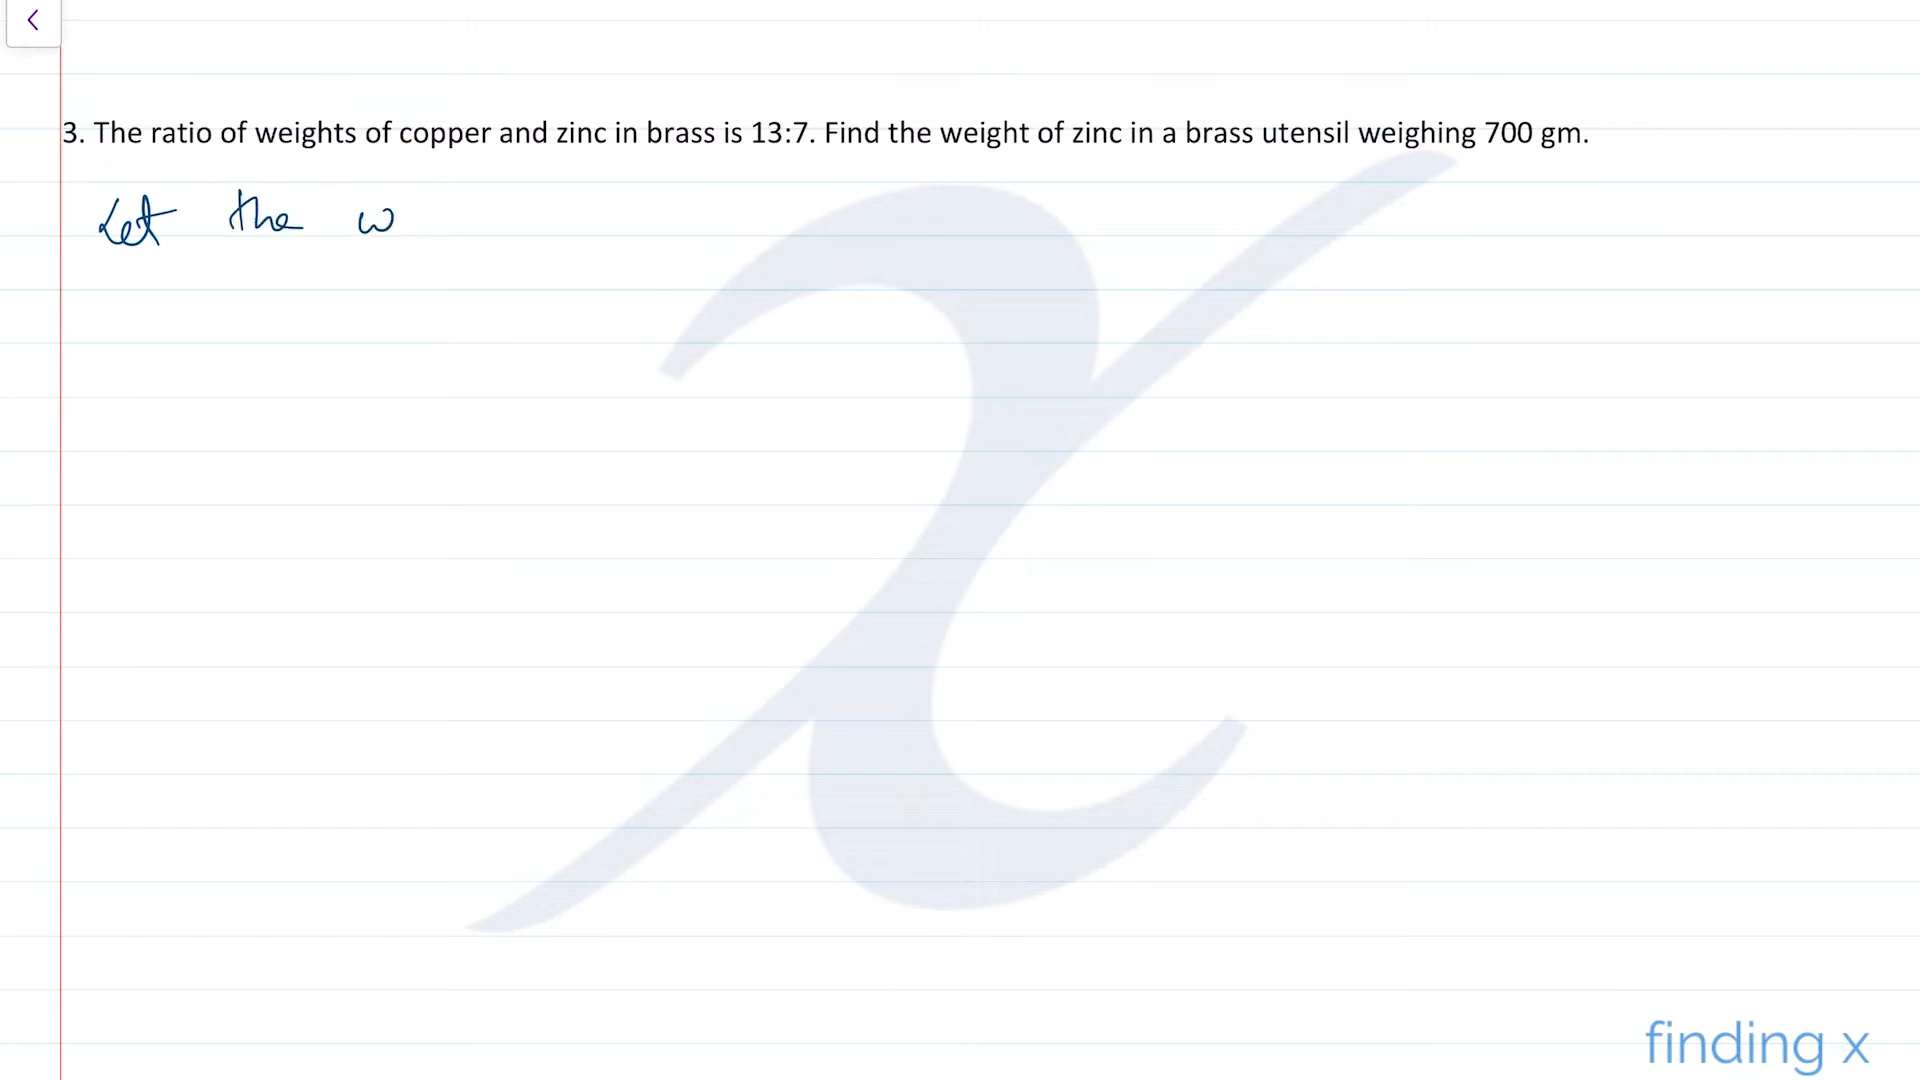 3. The ratio of weights of copper and zinc in brass is 13:7. Find the weight of zinc in a brass utensil weighing 700 gm.
Let the w
finding x